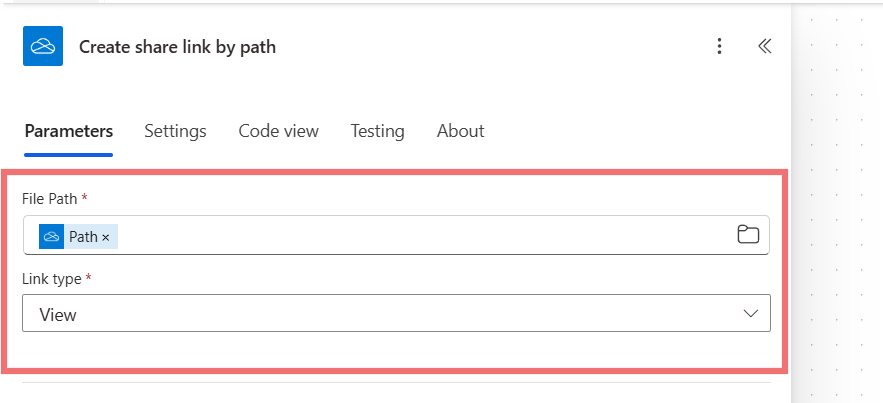 Create share link by path
Parameters Settings Code view Testing About
File Path *
Path ×
Link type *
View